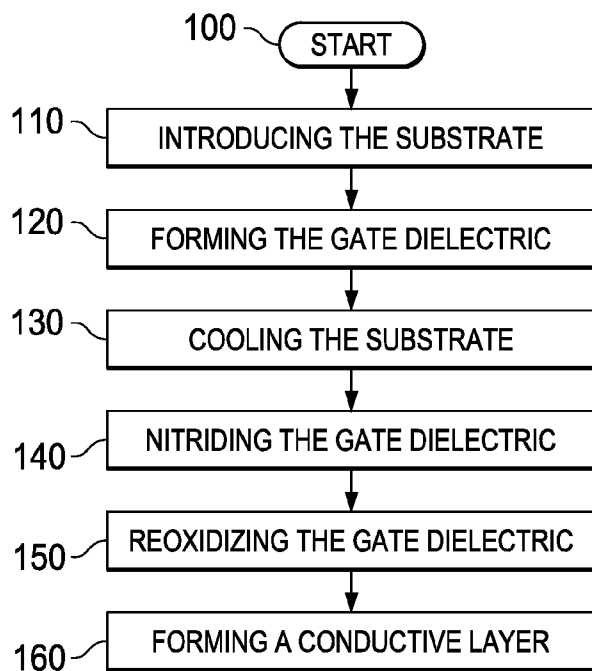 100
START
110
INTRODUCING THE SUBSTRATE
120
FORMING THE GATE DIELECTRIC
130
COOLING THE SUBSTRATE
140
NITRIDING THE GATE DIELECTRIC
150
REOXIDIZING THE GATE DIELECTRIC
160
FORMING A CONDUCTIVE LAYER